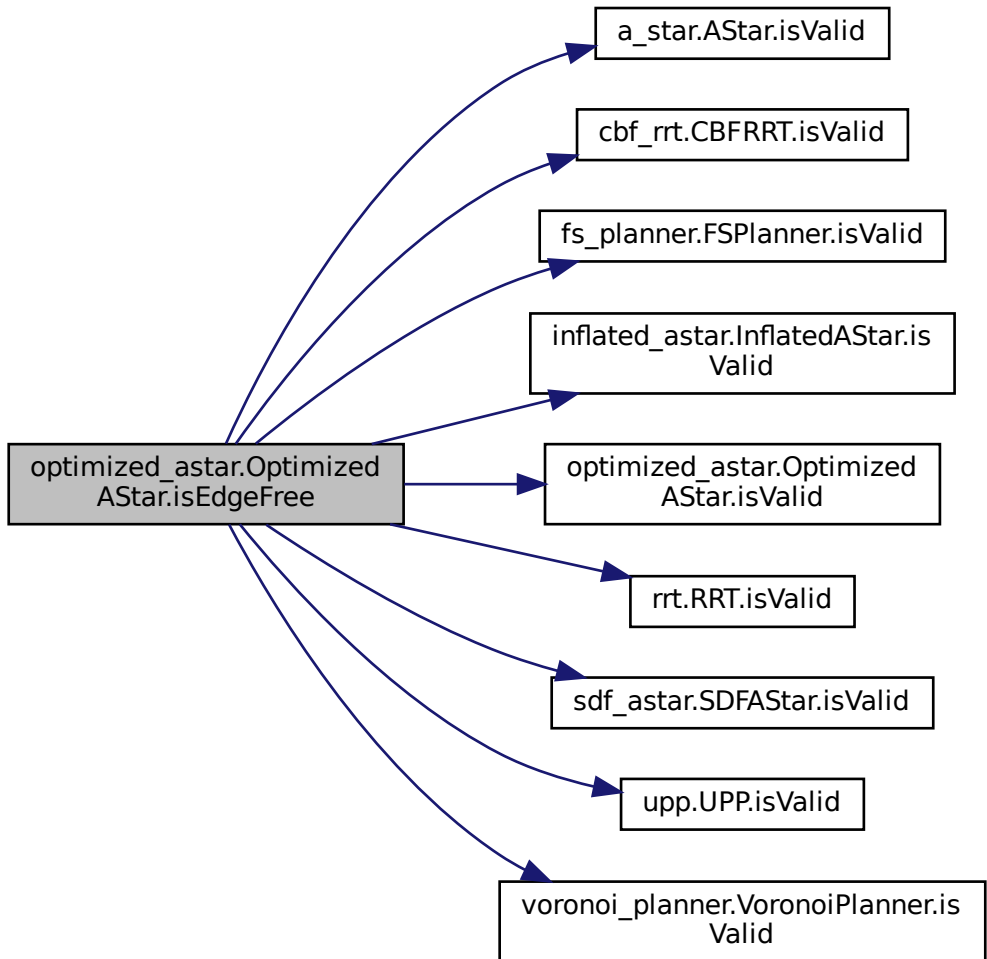 a_star.AStar.isValid
cbf_rrt.CBFRRT.isValid
fs_planner.FSPlanner.isValid
inflated_astar.InflatedAStar.is
Valid
optimized_astar.Optimized
AStar.isEdgeFree
optimized_astar.Optimized
AStar.isValid
rrt.RRT.isValid
sdf_astar.SDFAStar.isValid
upp.UPP.isValid
voronoi_planner.VoronoiPlanner.is
Valid